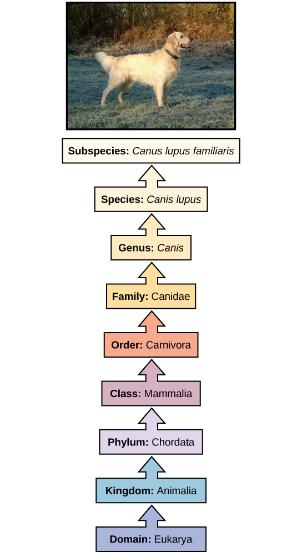 Subspecies: Canus lupus familiaris
Species: Canis lupus
Genus: Canis
Family: Canidae
Order: Carnivora
Class: Mammalia
Phylum: Chordata
Kingdom: Animalia
Domain: Eukarya